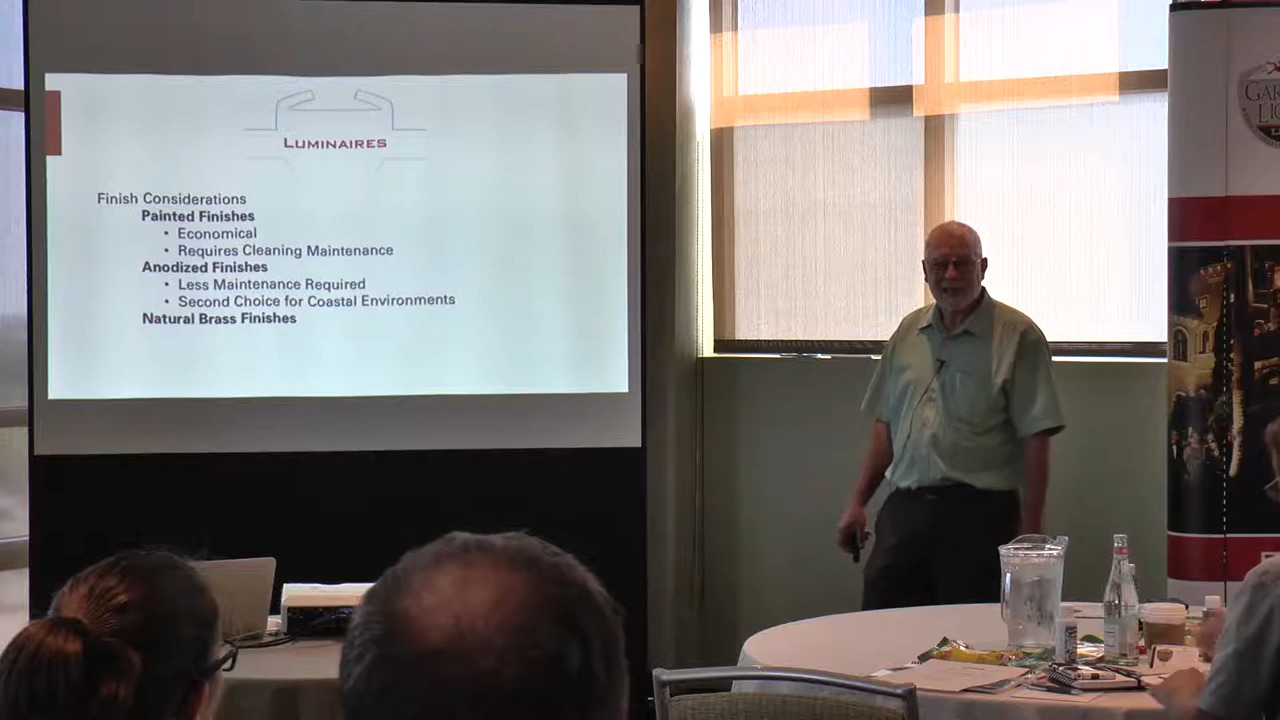 LUMINAIRES
Finish Considerations
Painted Finishes
• Economical
• Requires Cleaning Maintenance
Anodized Finishes
• Less Maintenance Required
• Second Choice for Coastal Environments
Natural Brass Finishes